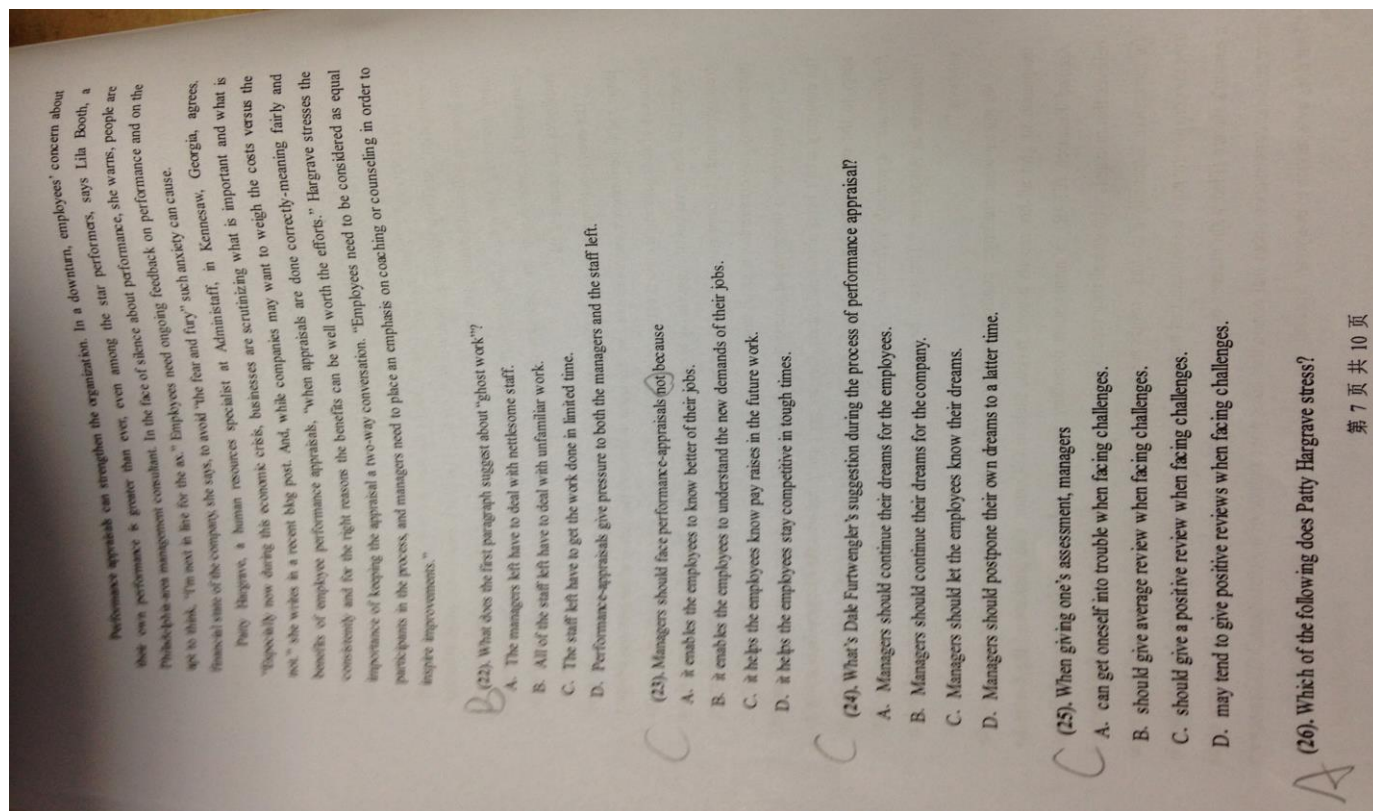 Performance appraisals can strengthen the organization. In a downturn, employees' concern about
their own performance is greater than ever, even among the star performers, says Lila Booth, a
Philadelphia-area management consultant. In the face of silence about performance, she warns, people are
apt to think, "I'm next in line for the ax." Employees need ongoing feedback on performance and on the
financial state of the company, she says, to avoid "the fear and fury" such anxiety can cause.
Patty Hargrave, a human resources specialist at Administaff, in Kennesaw, Georgia, agrees.
"Especially now during this economic crisis, businesses are scrutinizing what is important and what is
not." she writes in a recent blog post. And, while companies may want to weigh the costs versus the
benefits of employee performance appraisals, "when appraisals are done correctly-meaning fairly and
consistently and for the right reasons the benefits can be well worth the efforts." Hargrave stresses the
importance of keeping the appraisal a two-way conversation. "Employees need to be considered as equal
participants in the process, and managers need to place an emphasis on coaching or counseling in order to
inspire improvements."
B (22). What does the first paragraph suggest about "ghost work"?
A. The managers left have to deal with nettlesome staff.
B. All of the staff left have to deal with unfamiliar work.
C. The staff left have to get the work done in limited time.
D. Performance-appraisals give pressure to both the managers and the staff left.
C (23). Managers should face performance-appraisals not because
A. it enables the employees to know better of their jobs.
B. it enables the employees to understand the new demands of their jobs.
C. it helps the employees know pay raises in the future work.
D. it helps the employees stay competitive in tough times.
C (24). What's Dale Furtwengler's suggestion during the process of performance appraisal?
A. Managers should continue their dreams for the employees.
B. Managers should continue their dreams for the company.
C. Managers should let the employees know their dreams.
D. Managers should postpone their own dreams to a latter time.
C (25). When giving one's assessment, managers
A. can get oneself into trouble when facing challenges.
B. should give average review when facing challenges.
C. should give a positive review when facing challenges.
D. may tend to give positive reviews when facing challenges.
A (26). Which of the following does Patty Hargrave stress?
第 7 页 共 10 页